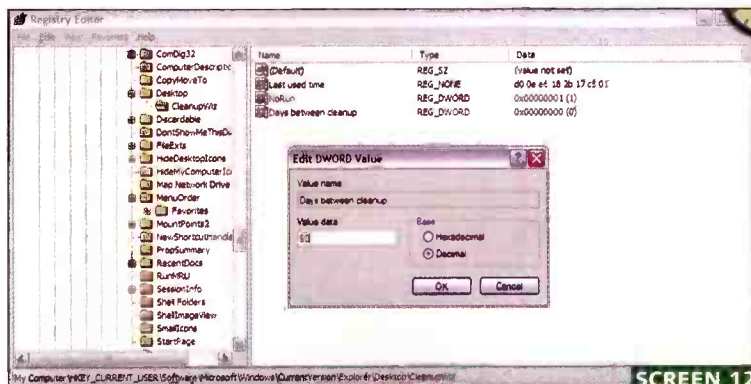 Registry Editor
File Edit View Favorites Help
ComDlg32
ComputerDescriptic
CopyMoveTo
Desktop
CleanupWiz
Discardable
DontShowMeThisDi
FileExts
HideDesktopIcons
HideMyComputerIc
Map Network Drive
MenuOrder
Favorites
MountPoints2
NewShortcutHandle
PropSummary
RecentDocs
RunMRU
SessionInfo
Shell Folders
ShellImageView
SmallIcons
StartPage
Name Type Data
(Default) REG_SZ (value not set)
Last used time REG_NONE
NoRun REG_DWORD 0x00000001 (1)
Days between cleanup REG_DWORD 0x00000000 (0)
Edit DWORD Value
Value name
Days between cleanup
Value data Base
60 Hexadecimal
Decimal
OK Cancel
My Computer\HKEY_CURRENT_USER\Software\Microsoft\Windows\CurrentVersion\Explorer\Desktop\CleanupWiz
SCREEN 17